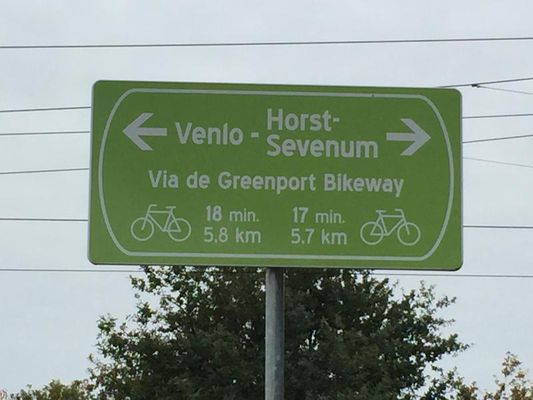 Venlo - Horst-
Sevenum
Via de Greenport Bikeway
18 min. 17 min.
5.8 km 5.7 km